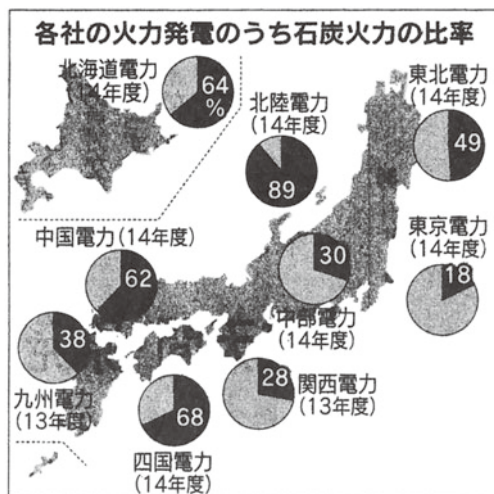 各社の火力発電のうち石炭火力の比率
北海道電力
(14年度)
64
%
北陸電力
(14年度)
89
東北電力
(14年度)
49
東京電力
(14年度)
18
中国電力(14年度)
62
30
中部電力
(14年度)
38
九州電力
(13年度)
28
関西電力
(13年度)
68
四国電力
(14年度)